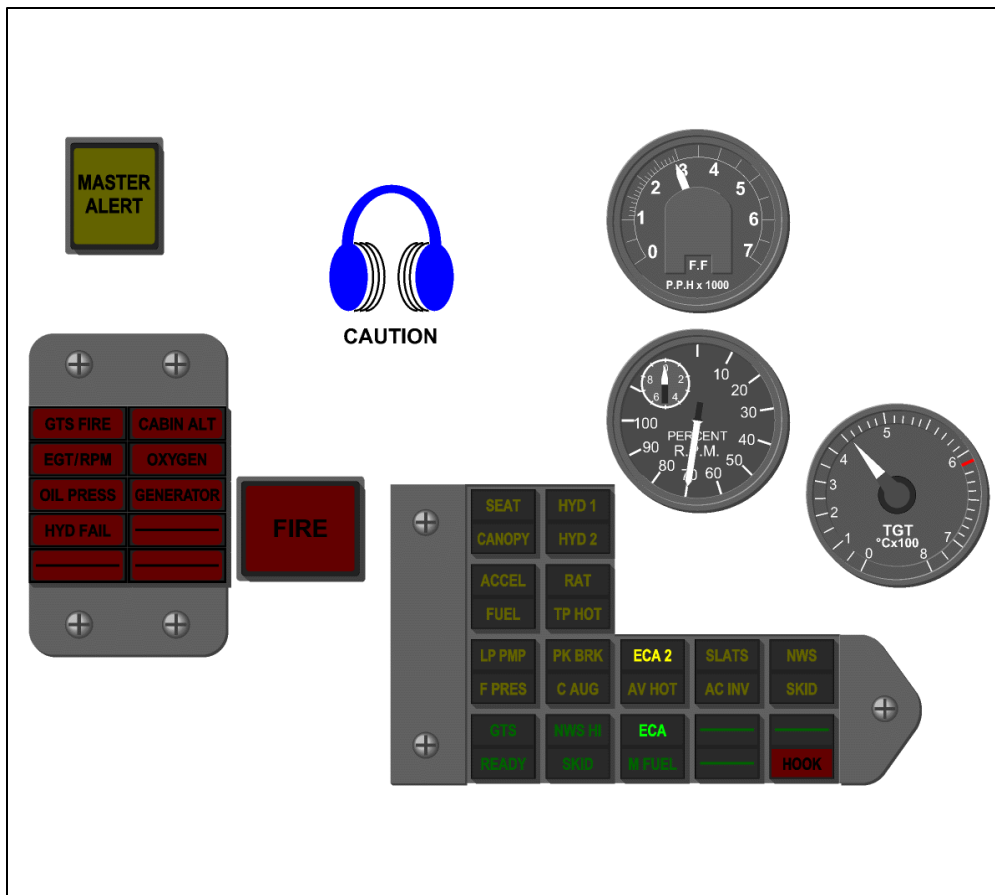 MASTER
ALERT
CAUTION
0
1
2
3
4
5
6
7
F.F
P.P.H x 1000
0
2
4
6
8
10
20
30
40
50
60
70
80
90
100
PERCENT
R.P.M.
0
1
2
3
4
5
6
7
TGT
°Cx100
GTS FIRE CABIN ALT
EGT/RPM OXYGEN
OIL PRESS GENERATOR
HYD FAIL
FIRE
SEAT HYD 1
CANOPY HYD 2
ACCEL RAT
FUEL TP HOT
LP PMP PK BRK ECA 2 SLATS NWS
F PRES C AUG AV HOT AC INV SKID
GTS NWS HI ECA
READY SKID M FUEL HOOK